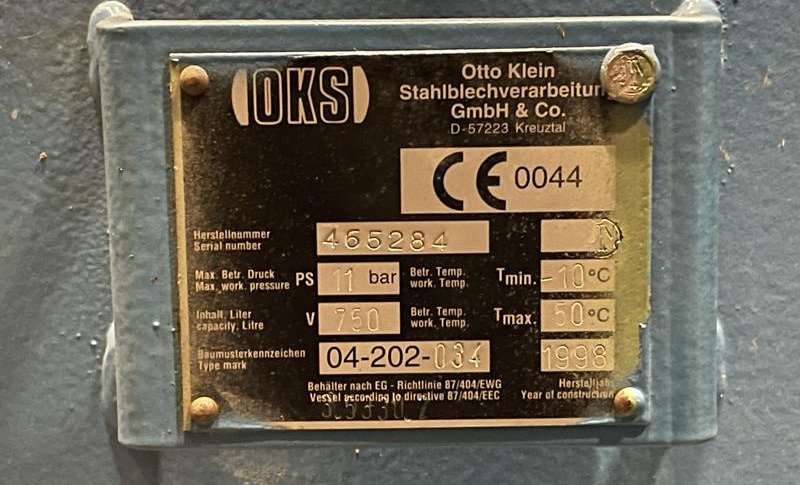 OKS
Otto Klein
Stahlblechverarbeitun
GmbH & Co.
D-57223 Kreuztal
CE 0044
Herstellnummer
Serial number
465284
Max. Betr. Druck
Max. work. pressure
PS 11 bar
Betr. Temp.
work. Temp.
Tmin. -10 °C
Inhalt, Liter
capacity, Litre
V 750
Betr. Temp.
work. Temp.
Tmax. 50 °C
Baumusterkennzeichen
Type mark
04-202-034
1998
Behälter nach EG - Richtlinie 87/404/EWG
Vessel according to directive 87/404/EEC
Herstelljahr
Year of construction